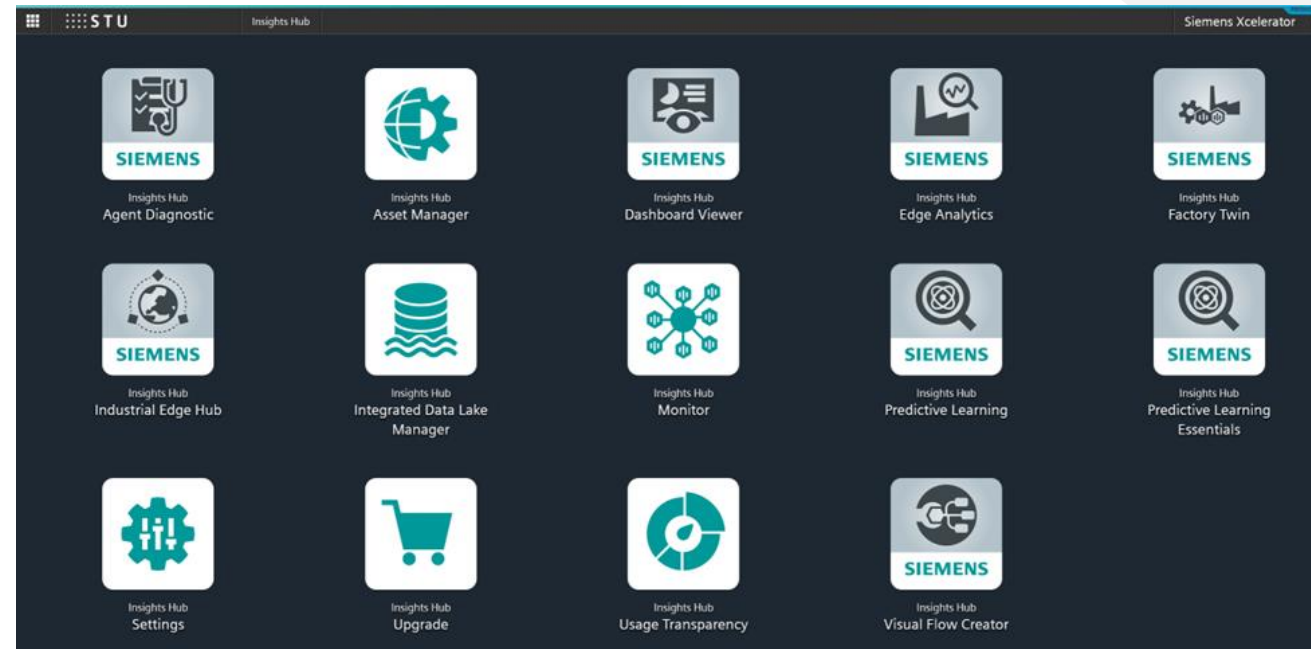 STU
Insights Hub
Siemens Xcelerator
SIEMENS
SIEMENS
SIEMENS
SIEMENS
Insights Hub
Agent Diagnostic
Insights Hub
Asset Manager
Insights Hub
Dashboard Viewer
Insights Hub
Edge Analytics
Insights Hub
Factory Twin
SIEMENS
SIEMENS
SIEMENS
Insights Hub
Industrial Edge Hub
Insights Hub
Integrated Data Lake
Manager
Insights Hub
Monitor
Insights Hub
Predictive Learning
Insights Hub
Predictive Learning
Essentials
SIEMENS
Insights Hub
Settings
Insights Hub
Upgrade
Insights Hub
Usage Transparency
Insights Hub
Visual Flow Creator